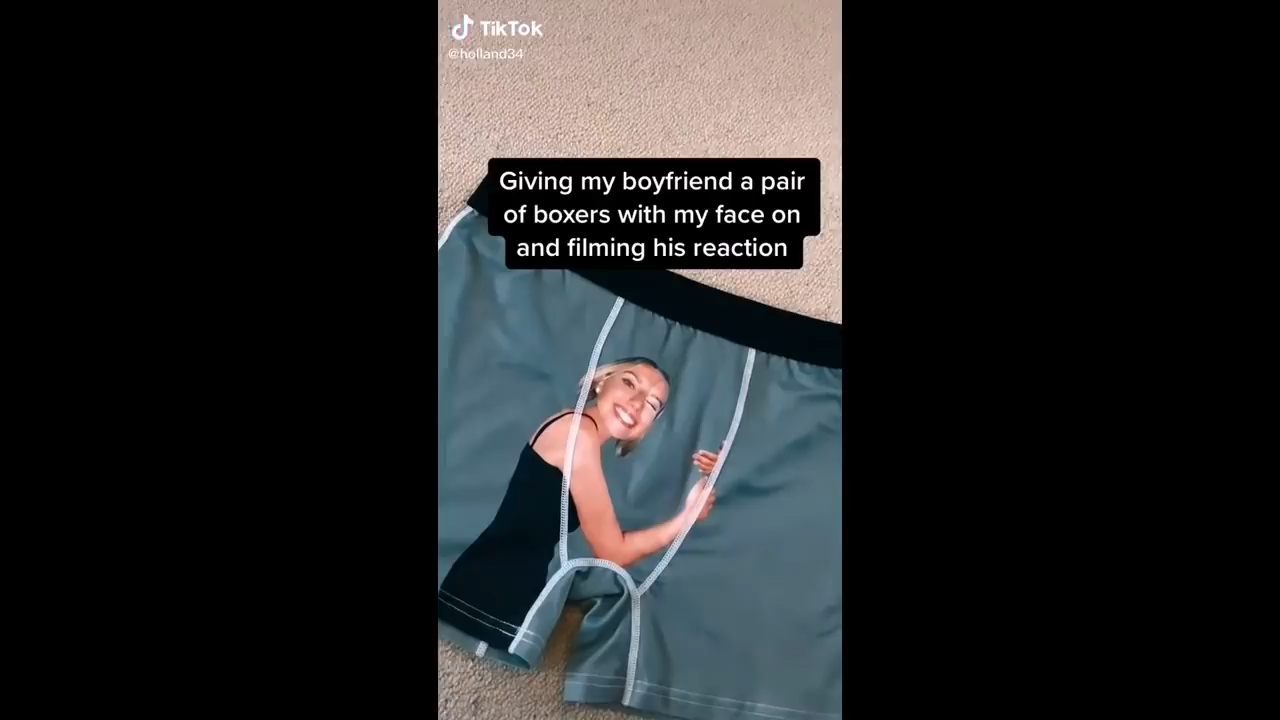 TikTok
@holland34
Giving my boyfriend a pair
of boxers with my face on
and filming his reaction